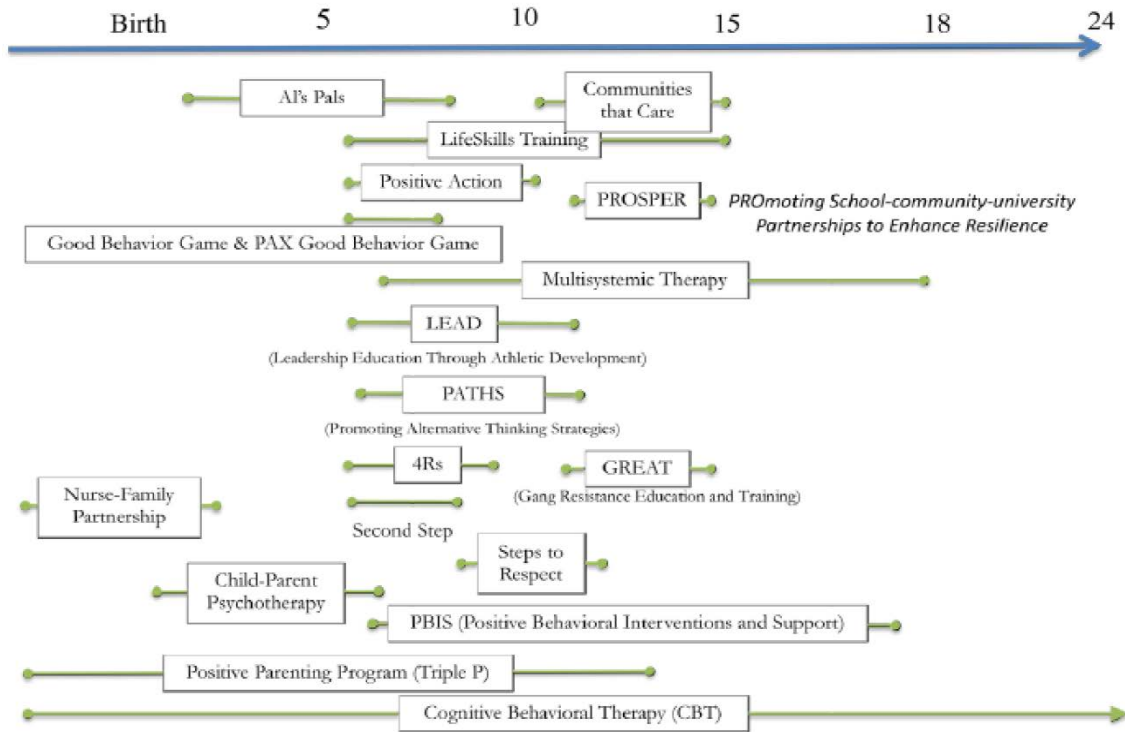 Birth 5 10 15 18 24
Al's Pals
Communities
that Care
LifeSkills Training
Positive Action
PROSPER
PROmoting School-community-university
Partnerships to Enhance Resilience
Good Behavior Game & PAX Good Behavior Game
Multisystemic Therapy
LEAD
(Leadership Education Through Athletic Development)
PATHS
(Promoting Alternative Thinking Strategies)
4Rs
GREAT
(Gang Resistance Education and Training)
Nurse-Family
Partnership
Second Step
Steps to
Respect
Child-Parent
Psychotherapy
PBIS (Positive Behavioral Interventions and Support)
Positive Parenting Program (Triple P)
Cognitive Behavioral Therapy (CBT)